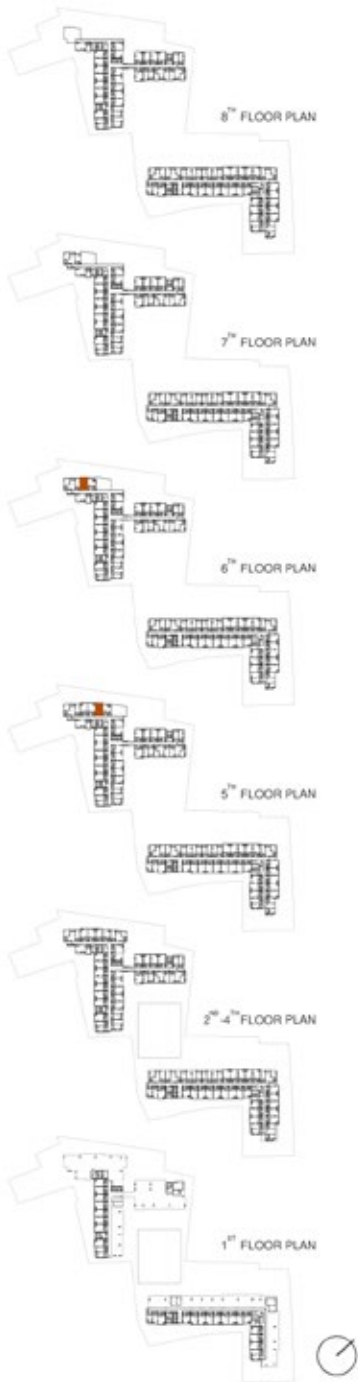 8TH FLOOR PLAN
7TH FLOOR PLAN
6TH FLOOR PLAN
5TH FLOOR PLAN
2ND-4TH FLOOR PLAN
1ST FLOOR PLAN